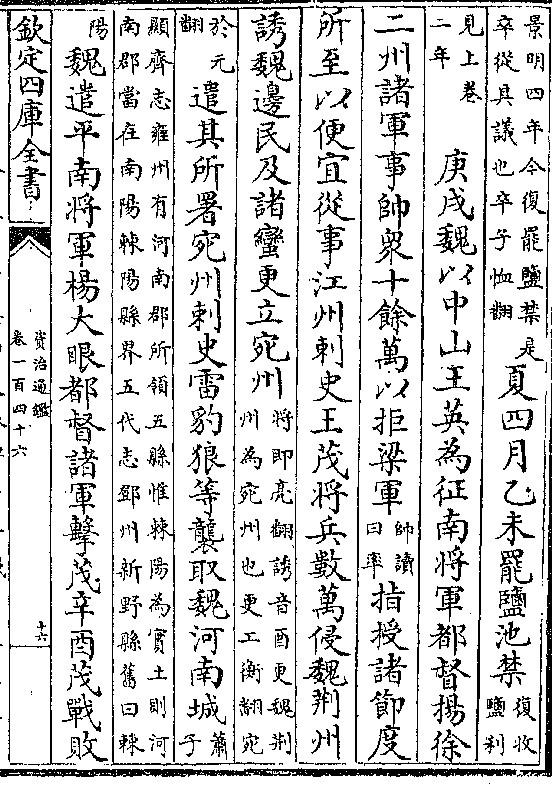 景明四年今復罷鹽禁是
卒從其議也卒子恤翻
夏四月乙未罷鹽池禁
復收
鹽利
見上卷
二年
庚戌魏以中山王英為征南將軍都督揚徐
二州諸軍事帥衆十餘萬以拒梁軍
帥讀
曰率
指授諸節度
所至以便宜從事江州刺史王茂將兵數萬侵魏荆州
誘魏邊民及諸蠻更立宛州
將即亮翻誘音酉更魏荆
州為宛州也更工衡翻宛
於元
翻
遣其所署宛州刺史雷豹狼等襲取魏河南城
蕭
子
顯齊志雍州有河南郡所領五縣惟棘陽為實土則河
南郡當在南陽棘陽縣界五代志鄧州新野縣舊曰棘
陽
魏遣平南將軍楊大眼都督諸軍擊茂辛酉茂戰敗
欽定四庫全書
資治通鑑
卷一百四十六
十六